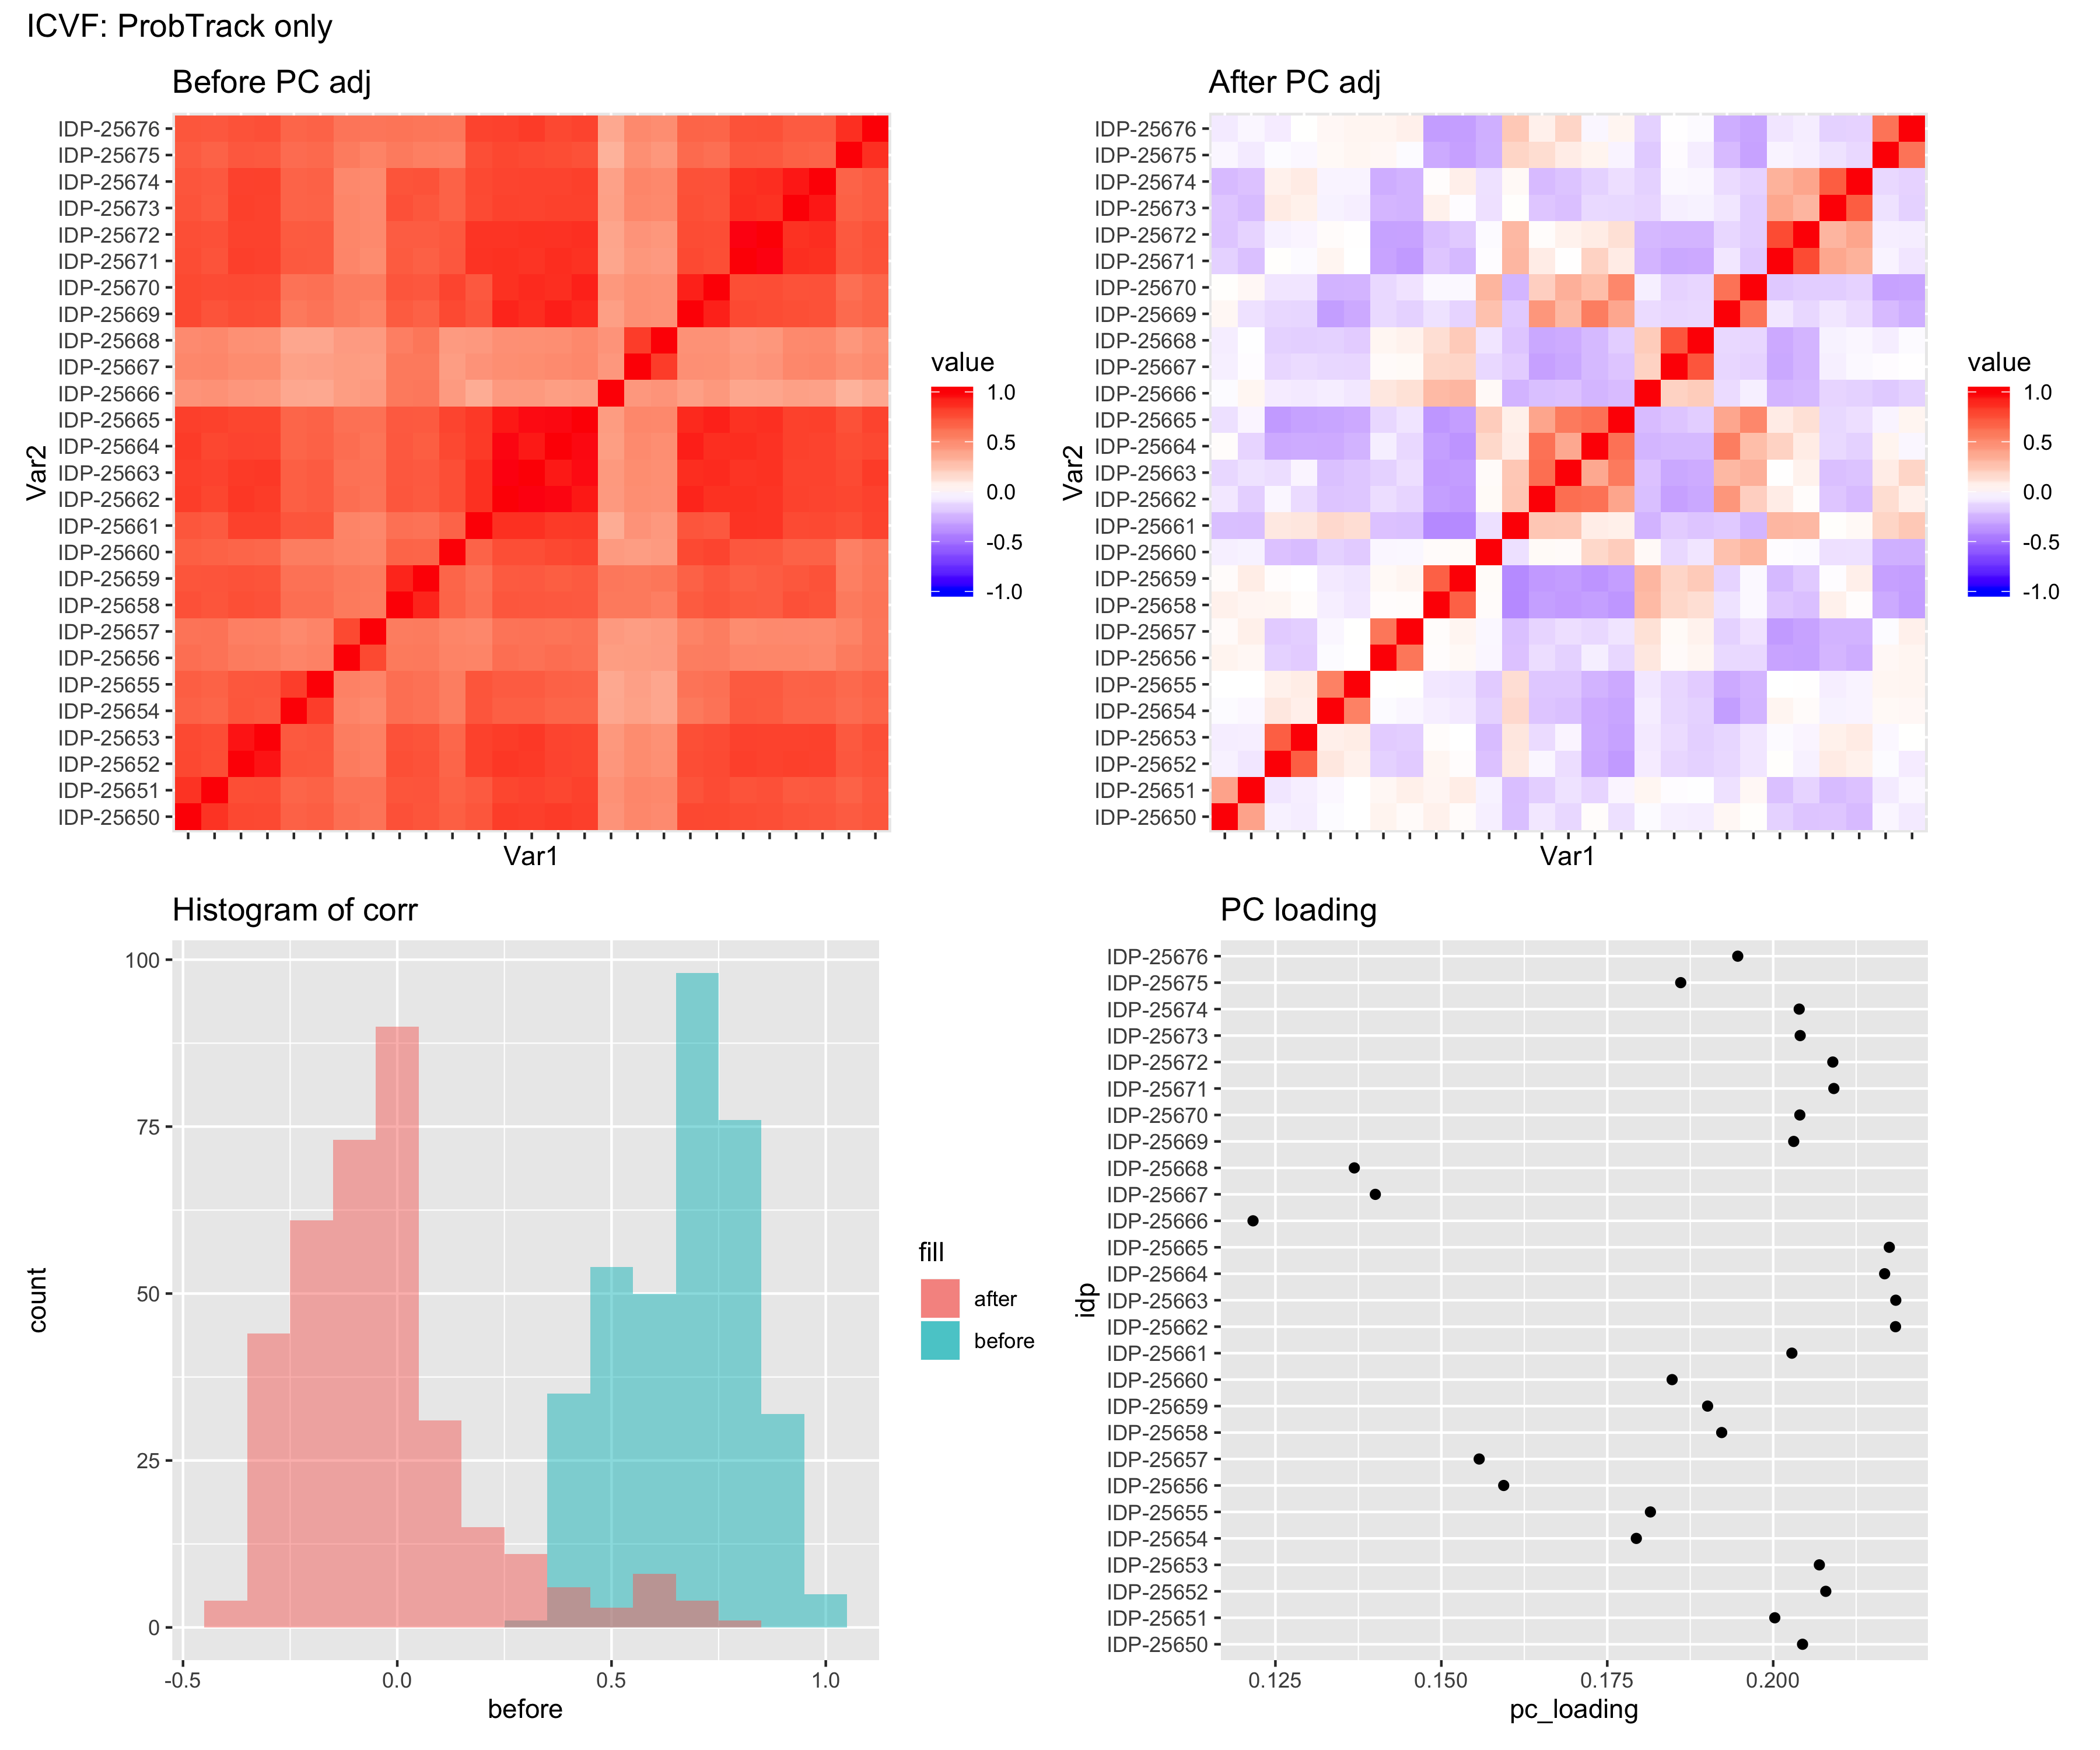 ICVF: ProbTrack only
Before PC adj
IDP-25676
IDP-25675
IDP-25674
IDP-25673
IDP-25672
IDP-25671
IDP-25670
IDP-25669
IDP-25668
IDP-25667
IDP-25666
IDP-25665
IDP-25664
IDP-25663
IDP-25662
IDP-25661
IDP-25660
IDP-25659
IDP-25658
IDP-25657
IDP-25656
IDP-25655
IDP-25654
IDP-25653
IDP-25652
IDP-25651
IDP-25650
Var2
Var1
value
1.0
0.5
0.0
-0.5
-1.0
After PC adj
IDP-25676
IDP-25675
IDP-25674
IDP-25673
IDP-25672
IDP-25671
IDP-25670
IDP-25669
IDP-25668
IDP-25667
IDP-25666
IDP-25665
IDP-25664
IDP-25663
IDP-25662
IDP-25661
IDP-25660
IDP-25659
IDP-25658
IDP-25657
IDP-25656
IDP-25655
IDP-25654
IDP-25653
IDP-25652
IDP-25651
IDP-25650
Var2
Var1
value
1.0
0.5
0.0
-0.5
-1.0
Histogram of corr
100
75
50
25
0
count
-0.5 0.0 0.5 1.0
before
fill
after
before
PC loading
IDP-25676
IDP-25675
IDP-25674
IDP-25673
IDP-25672
IDP-25671
IDP-25670
IDP-25669
IDP-25668
IDP-25667
IDP-25666
IDP-25665
IDP-25664
IDP-25663
IDP-25662
IDP-25661
IDP-25660
IDP-25659
IDP-25658
IDP-25657
IDP-25656
IDP-25655
IDP-25654
IDP-25653
IDP-25652
IDP-25651
IDP-25650
idp
0.125 0.150 0.175 0.200
pc_loading